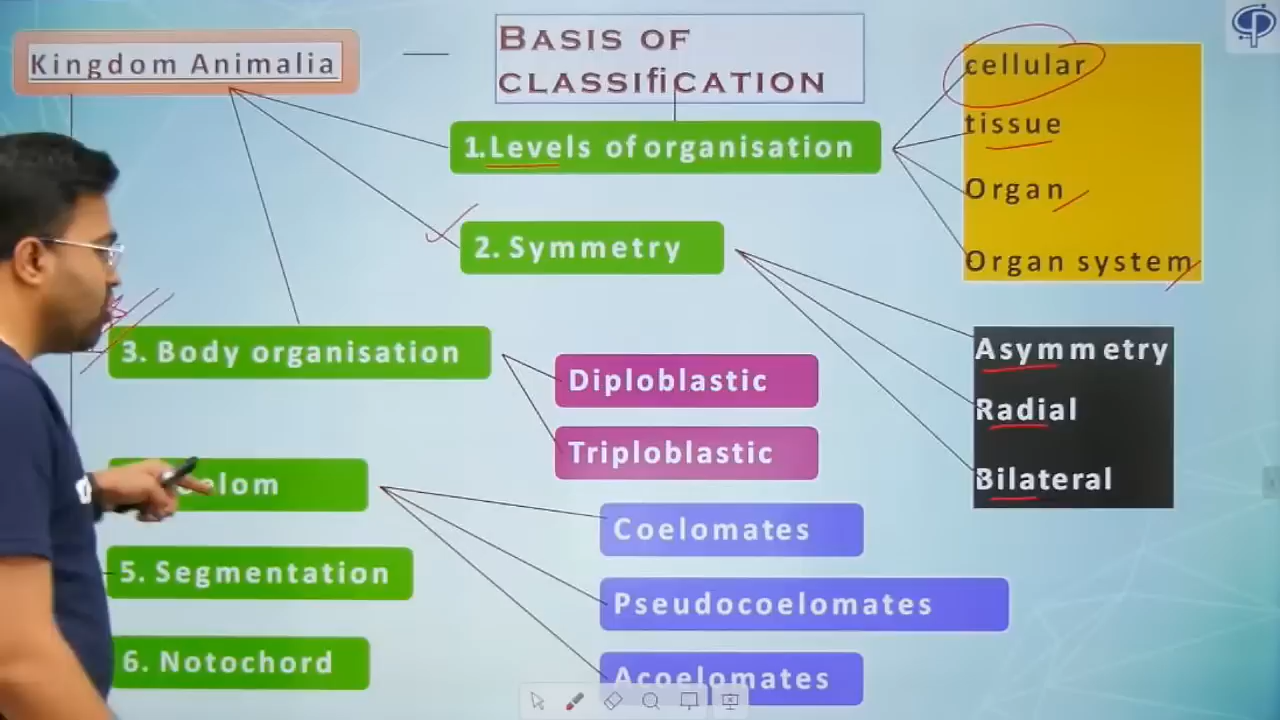 Kingdom Animalia
BASIS OF
CLASSIfiCATION
1.Levels of organisation
cellular
tissue
Organ
Organ system
2. Symmetry
Asymmetry
Radial
Bilateral
3. Body organisation
Diploblastic
Triploblastic
elom
Coelomates
Pseudocoelomates
Acoelomates
5. Segmentation
6. Notochord